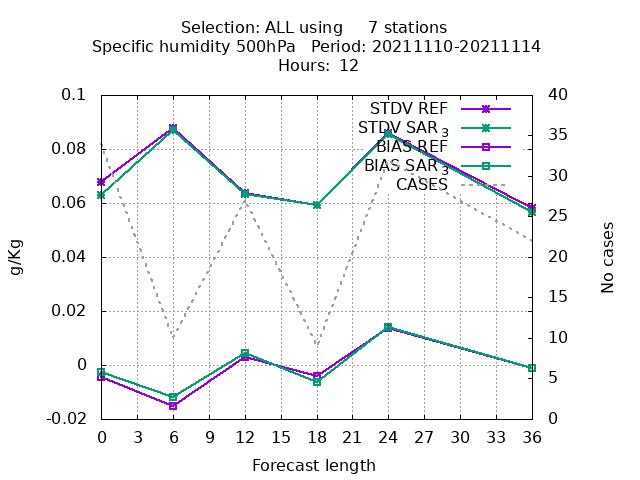 Selection: ALL using 7 stations
Specific humidity 500hPa Period: 20211110-20211114
Hours: 12
0.1
0.08
0.06
0.04
0.02
0
-0.02
g/Kg
40
35
30
25
20
15
10
5
0
No cases
STDV REF
STDV SAR 3
BIAS REF
BIAS SAR 3
CASES
0 3 6 9 12 15 18 21 24 27 30 33 36
Forecast length